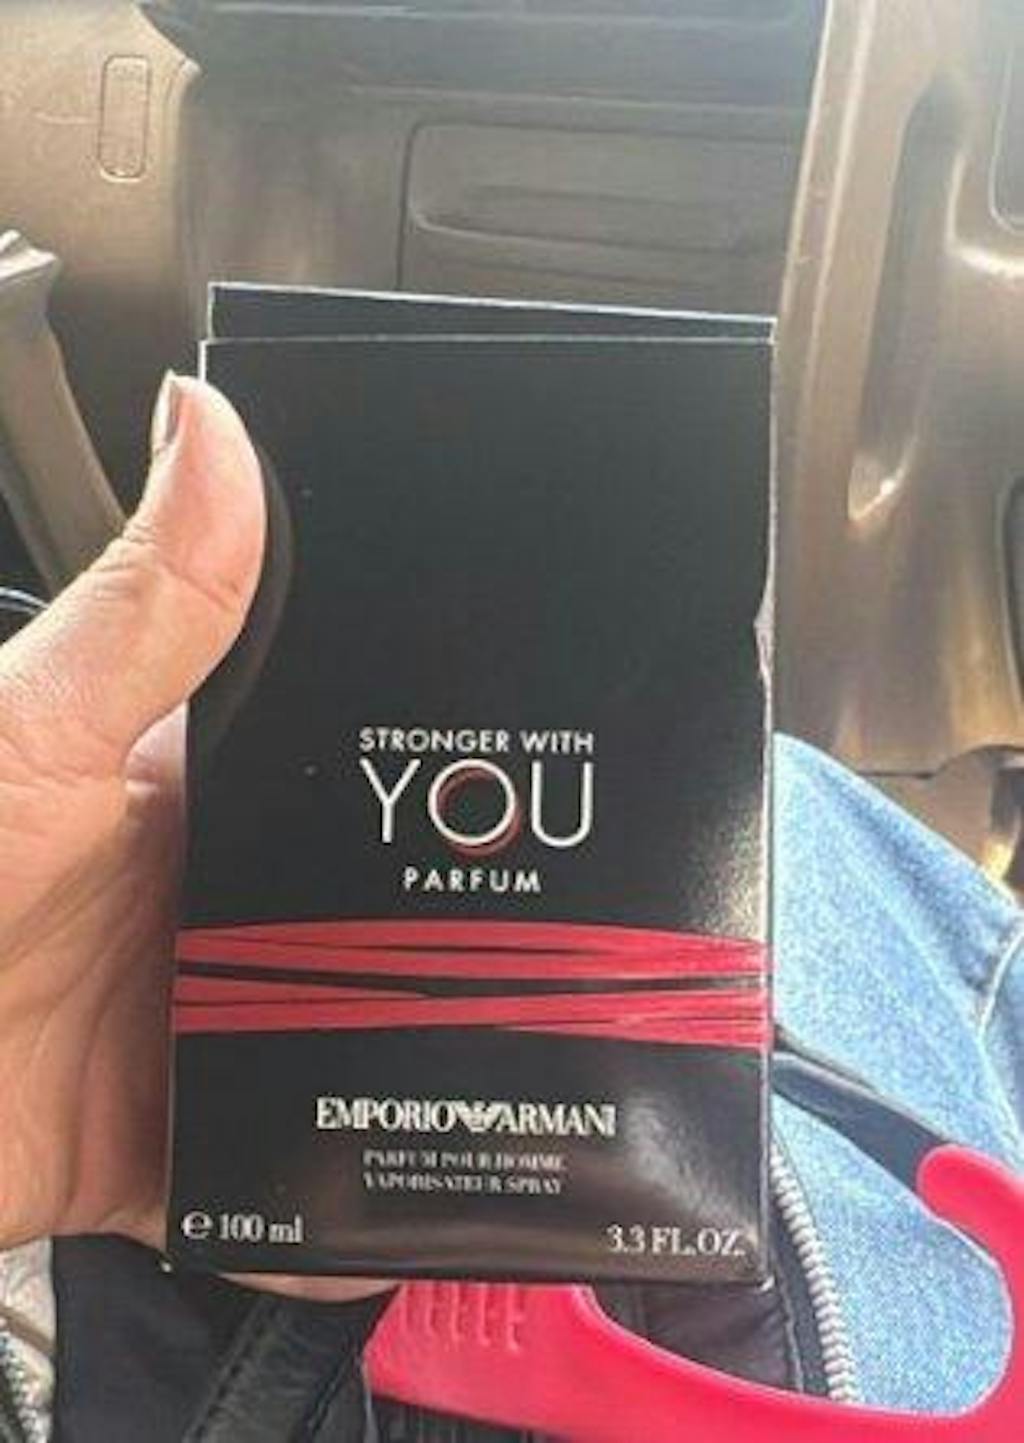 STRONGER WITH
YOU
PARFUM
EMPORIO ARMANI
PARFUM POUR HOMME
VAPORISATEUR SPRAY
e 100 ml
3.3 FL.OZ.